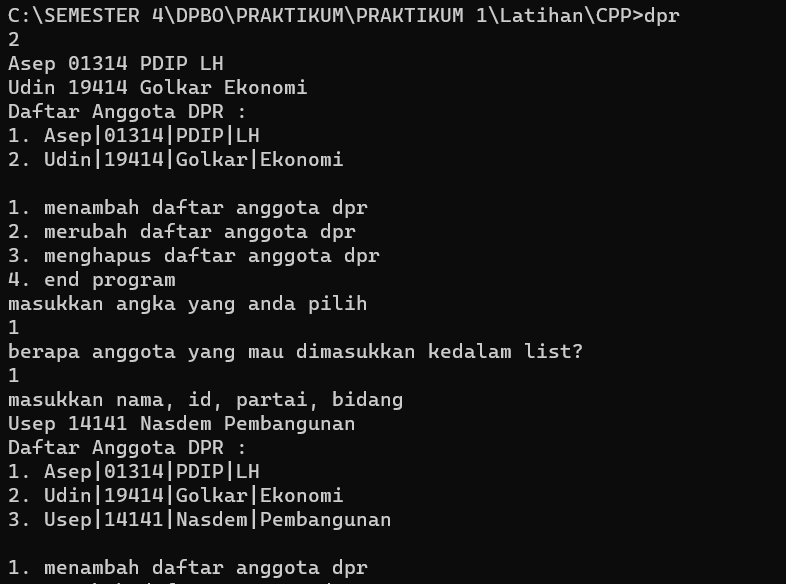 C:\SEMESTER 4\DPBO\PRAKTIKUM\PRAKTIKUM 1\Latihan\CPP>dpr
2
Asep 01314 PDIP LH
Udin 19414 Golkar Ekonomi
Daftar Anggota DPR :
1. Asep|01314|PDIP|LH
2. Udin|19414|Golkar|Ekonomi

1. menambah daftar anggota dpr
2. merubah daftar anggota dpr
3. menghapus daftar anggota dpr
4. end program
masukkan angka yang anda pilih
1
berapa anggota yang mau dimasukkan kedalam list?
1
masukkan nama, id, partai, bidang
Usep 14141 Nasdem Pembangunan
Daftar Anggota DPR :
1. Asep|01314|PDIP|LH
2. Udin|19414|Golkar|Ekonomi
3. Usep|14141|Nasdem|Pembangunan

1. menambah daftar anggota dpr